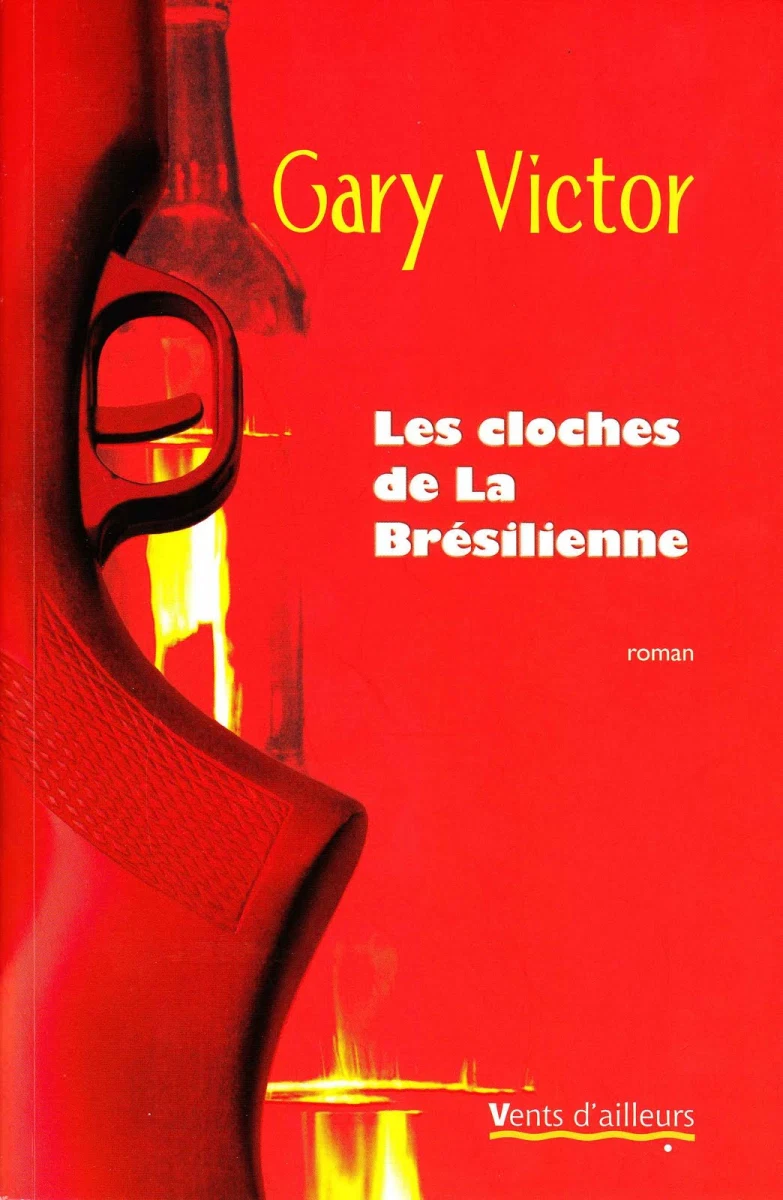 Gary Victor
Les cloches
de La
Brésilienne
roman
Vents d'ailleurs